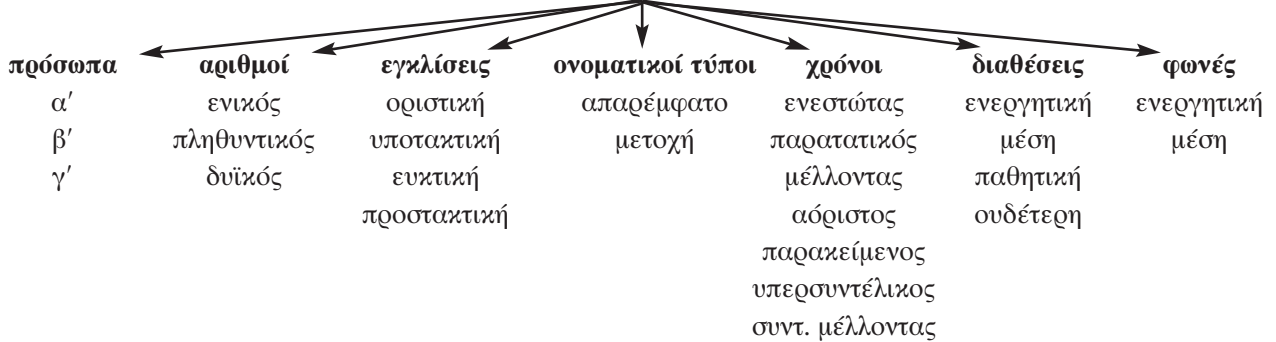 πρόσωπα αριθμοί εγκλίσεις ονοματικοί τύποι χρόνοι διαθέσεις φωνές
α′ ενικός οριστική απαρέμφατο ενεστώτας ενεργητική ενεργητική
β′ πληθυντικός υποτακτική μετοχή παρατατικός μέση μέση
γ′ δυϊκός ευκτική μέλλοντας παθητική
προστακτική αόριστος ουδέτερη
παρακείμενος
υπερσυντέλικος
συντ. μέλλοντας